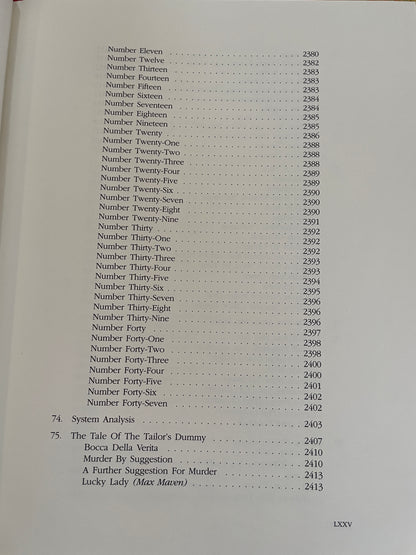 Number Eleven . . . . . . . . . . 2380
Number Twelve . . . . . . . . . . 2382
Number Thirteen . . . . . . . . . . 2383
Number Fourteen . . . . . . . . . . 2383
Number Fifteen . . . . . . . . . . 2383
Number Sixteen . . . . . . . . . . 2384
Number Seventeen . . . . . . . . . . 2384
Number Eighteen . . . . . . . . . . 2385
Number Nineteen . . . . . . . . . . 2385
Number Twenty . . . . . . . . . . 2386
Number Twenty-One . . . . . . . . . . 2388
Number Twenty-Two . . . . . . . . . . 2388
Number Twenty-Three . . . . . . . . . . 2388
Number Twenty-Four . . . . . . . . . . 2389
Number Twenty-Five . . . . . . . . . . 2389
Number Twenty-Six . . . . . . . . . . 2390
Number Twenty-Seven . . . . . . . . . . 2390
Number Twenty-Eight . . . . . . . . . . 2390
Number Twenty-Nine . . . . . . . . . . 2391
Number Thirty . . . . . . . . . . 2392
Number Thirty-One . . . . . . . . . . 2392
Number Thirty-Two . . . . . . . . . . 2392
Number Thirty-Three . . . . . . . . . . 2393
Number Thirty-Four . . . . . . . . . . 2393
Number Thirty-Five . . . . . . . . . . 2394
Number Thirty-Six . . . . . . . . . . 2395
Number Thirty-Seven . . . . . . . . . . 2396
Number Thirty-Eight . . . . . . . . . . 2396
Number Thirty-Nine . . . . . . . . . . 2396
Number Forty . . . . . . . . . . 2397
Number Forty-One . . . . . . . . . . 2398
Number Forty-Two . . . . . . . . . . 2398
Number Forty-Three . . . . . . . . . . 2400
Number Forty-Four . . . . . . . . . . 2400
Number Forty-Five . . . . . . . . . . 2401
Number Forty-Six . . . . . . . . . . 2402
Number Forty-Seven . . . . . . . . . . 2402
74. System Analysis . . . . . . . . . . 2403
75. The Tale Of The Tailor's Dummy . . . . . . . . . . 2407
Bocca Della Verita . . . . . . . . . . 2410
Murder By Suggestion . . . . . . . . . . 2410
A Further Suggestion For Murder . . . . . . . . . . 2413
Lucky Lady (Max Maven) . . . . . . . . . . 2413
LXXV